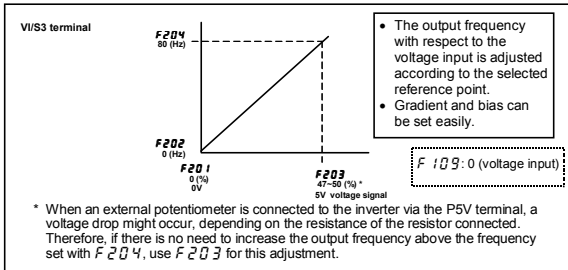 VI/S3 terminal
F204
80 (Hz)
F202
0 (Hz)
F201
0 (%)
0V
F203
47~50 (%) *
5V voltage signal
• The output frequency
with respect to the
voltage input is adjusted
according to the selected
reference point.
• Gradient and bias can
be set easily.
F109: 0 (voltage input)
* When an external potentiometer is connected to the inverter via the P5V terminal, a
voltage drop might occur, depending on the resistance of the resistor connected.
Therefore, if there is no need to increase the output frequency above the frequency
set with F204, use F203 for this adjustment.